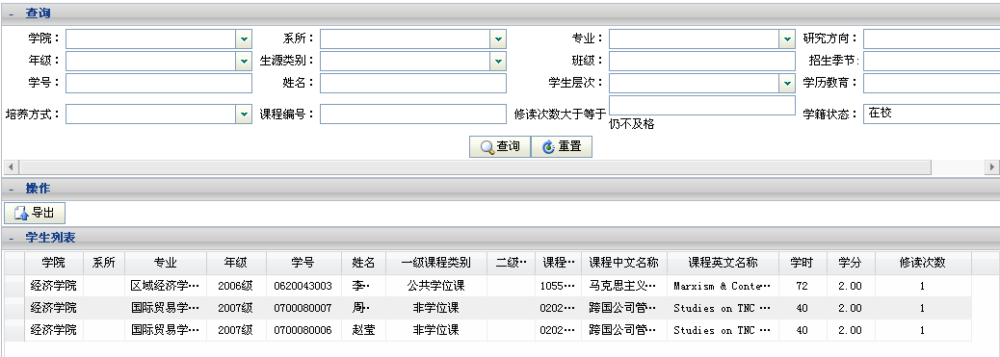 - 查询
学院： 系所： 专业： 研究方向：
年级： 生源类别： 班级： 招生季节:
学号： 姓名： 学生层次： 学历教育：
培养方式： 课程编号： 修读次数大于等于 仍不及格 学籍状态： 在校
查询 重置
- 操作
导出
- 学生列表
学院 系所 专业 年级 学号 姓名 一级课程类别 二级… 课程… 课程中文名称 课程英文名称 学时 学分 修读次数
经济学院 区域经济学… 2006级 0620043003 李… 公共学位课 1055… 马克思主义… Marxism & Conte… 72 2.00 1
经济学院 国际贸易学… 2007级 0700080007 周… 非学位课 0202… 跨国公司管… Studies on TNC … 40 2.00 1
经济学院 国际贸易学… 2007级 0700080006 赵莹 非学位课 0202… 跨国公司管… Studies on TNC … 40 2.00 1